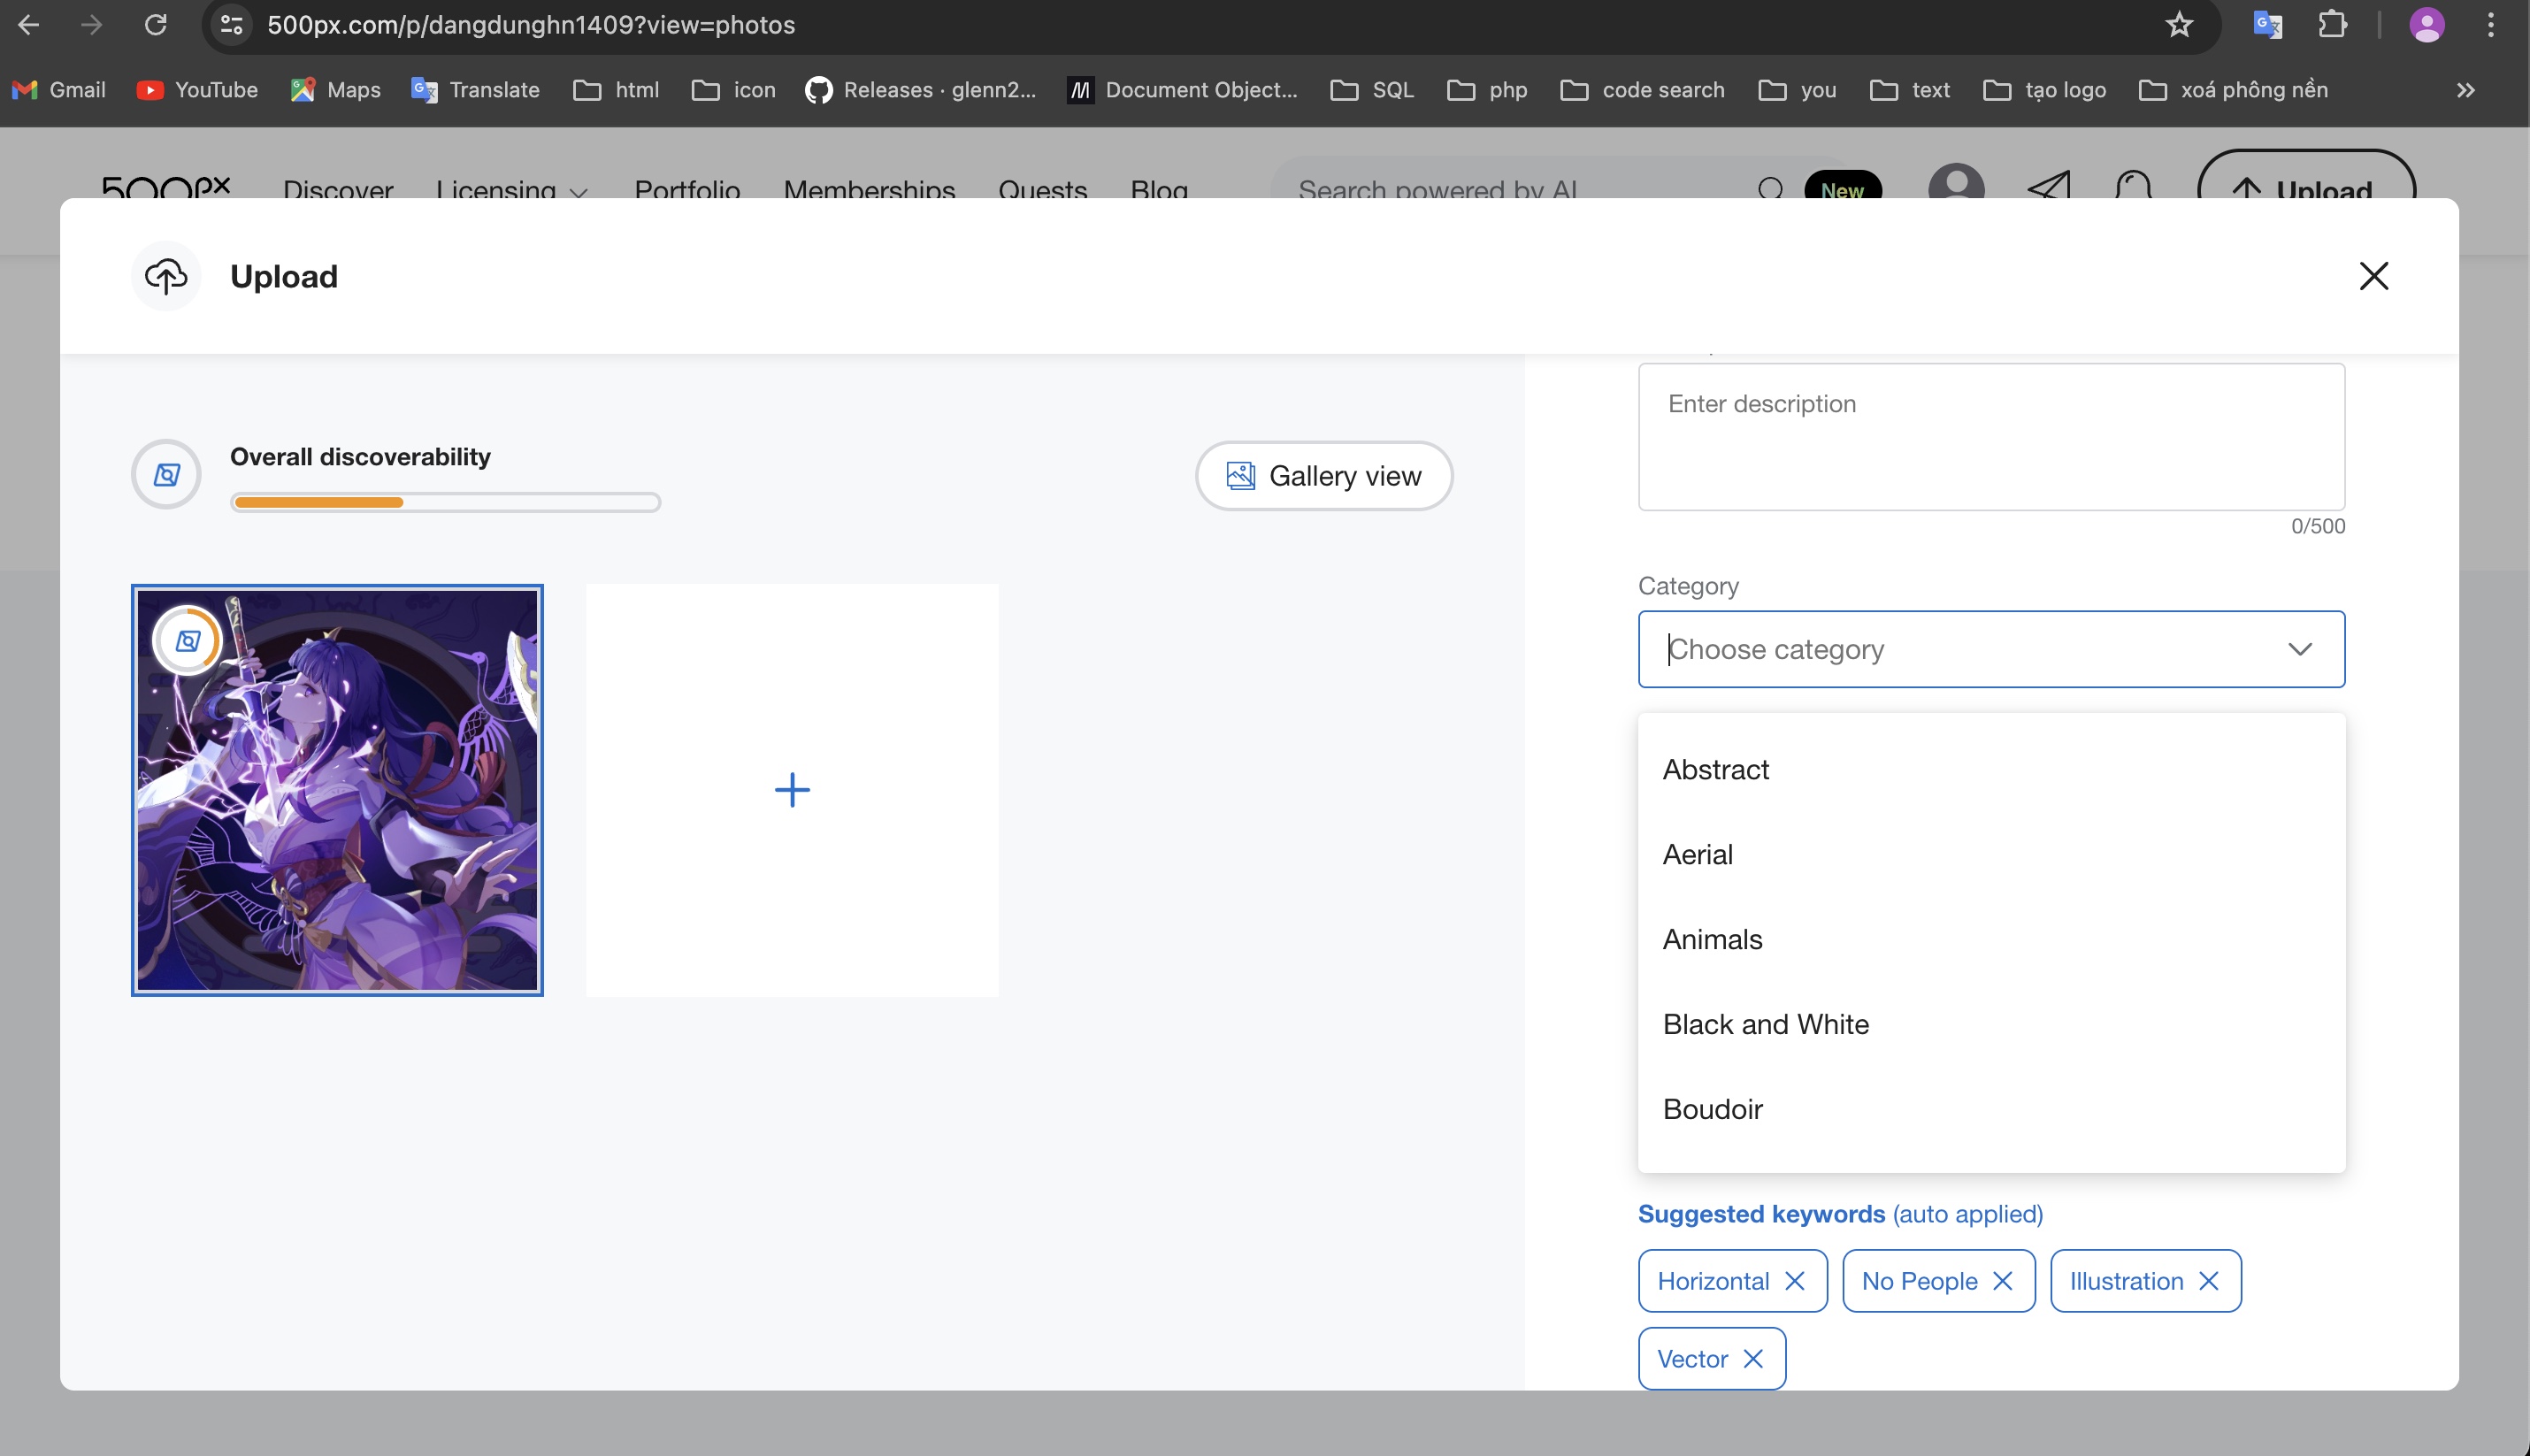 500px.com/p/dangdunghn1409?view=photos
Gmail YouTube Maps Translate html icon Releases · glenn2... Document Object... SQL php code search you text tạo logo xoá phông nền
500px Discover Licensing Portfolio Memberships Quests Blog Search powered by AI New Upload
Upload
Overall discoverability
Gallery view
Enter description
0/500
Category
Choose category
Abstract
Aerial
Animals
Black and White
Boudoir
Suggested keywords (auto applied)
Horizontal
No People
Illustration
Vector